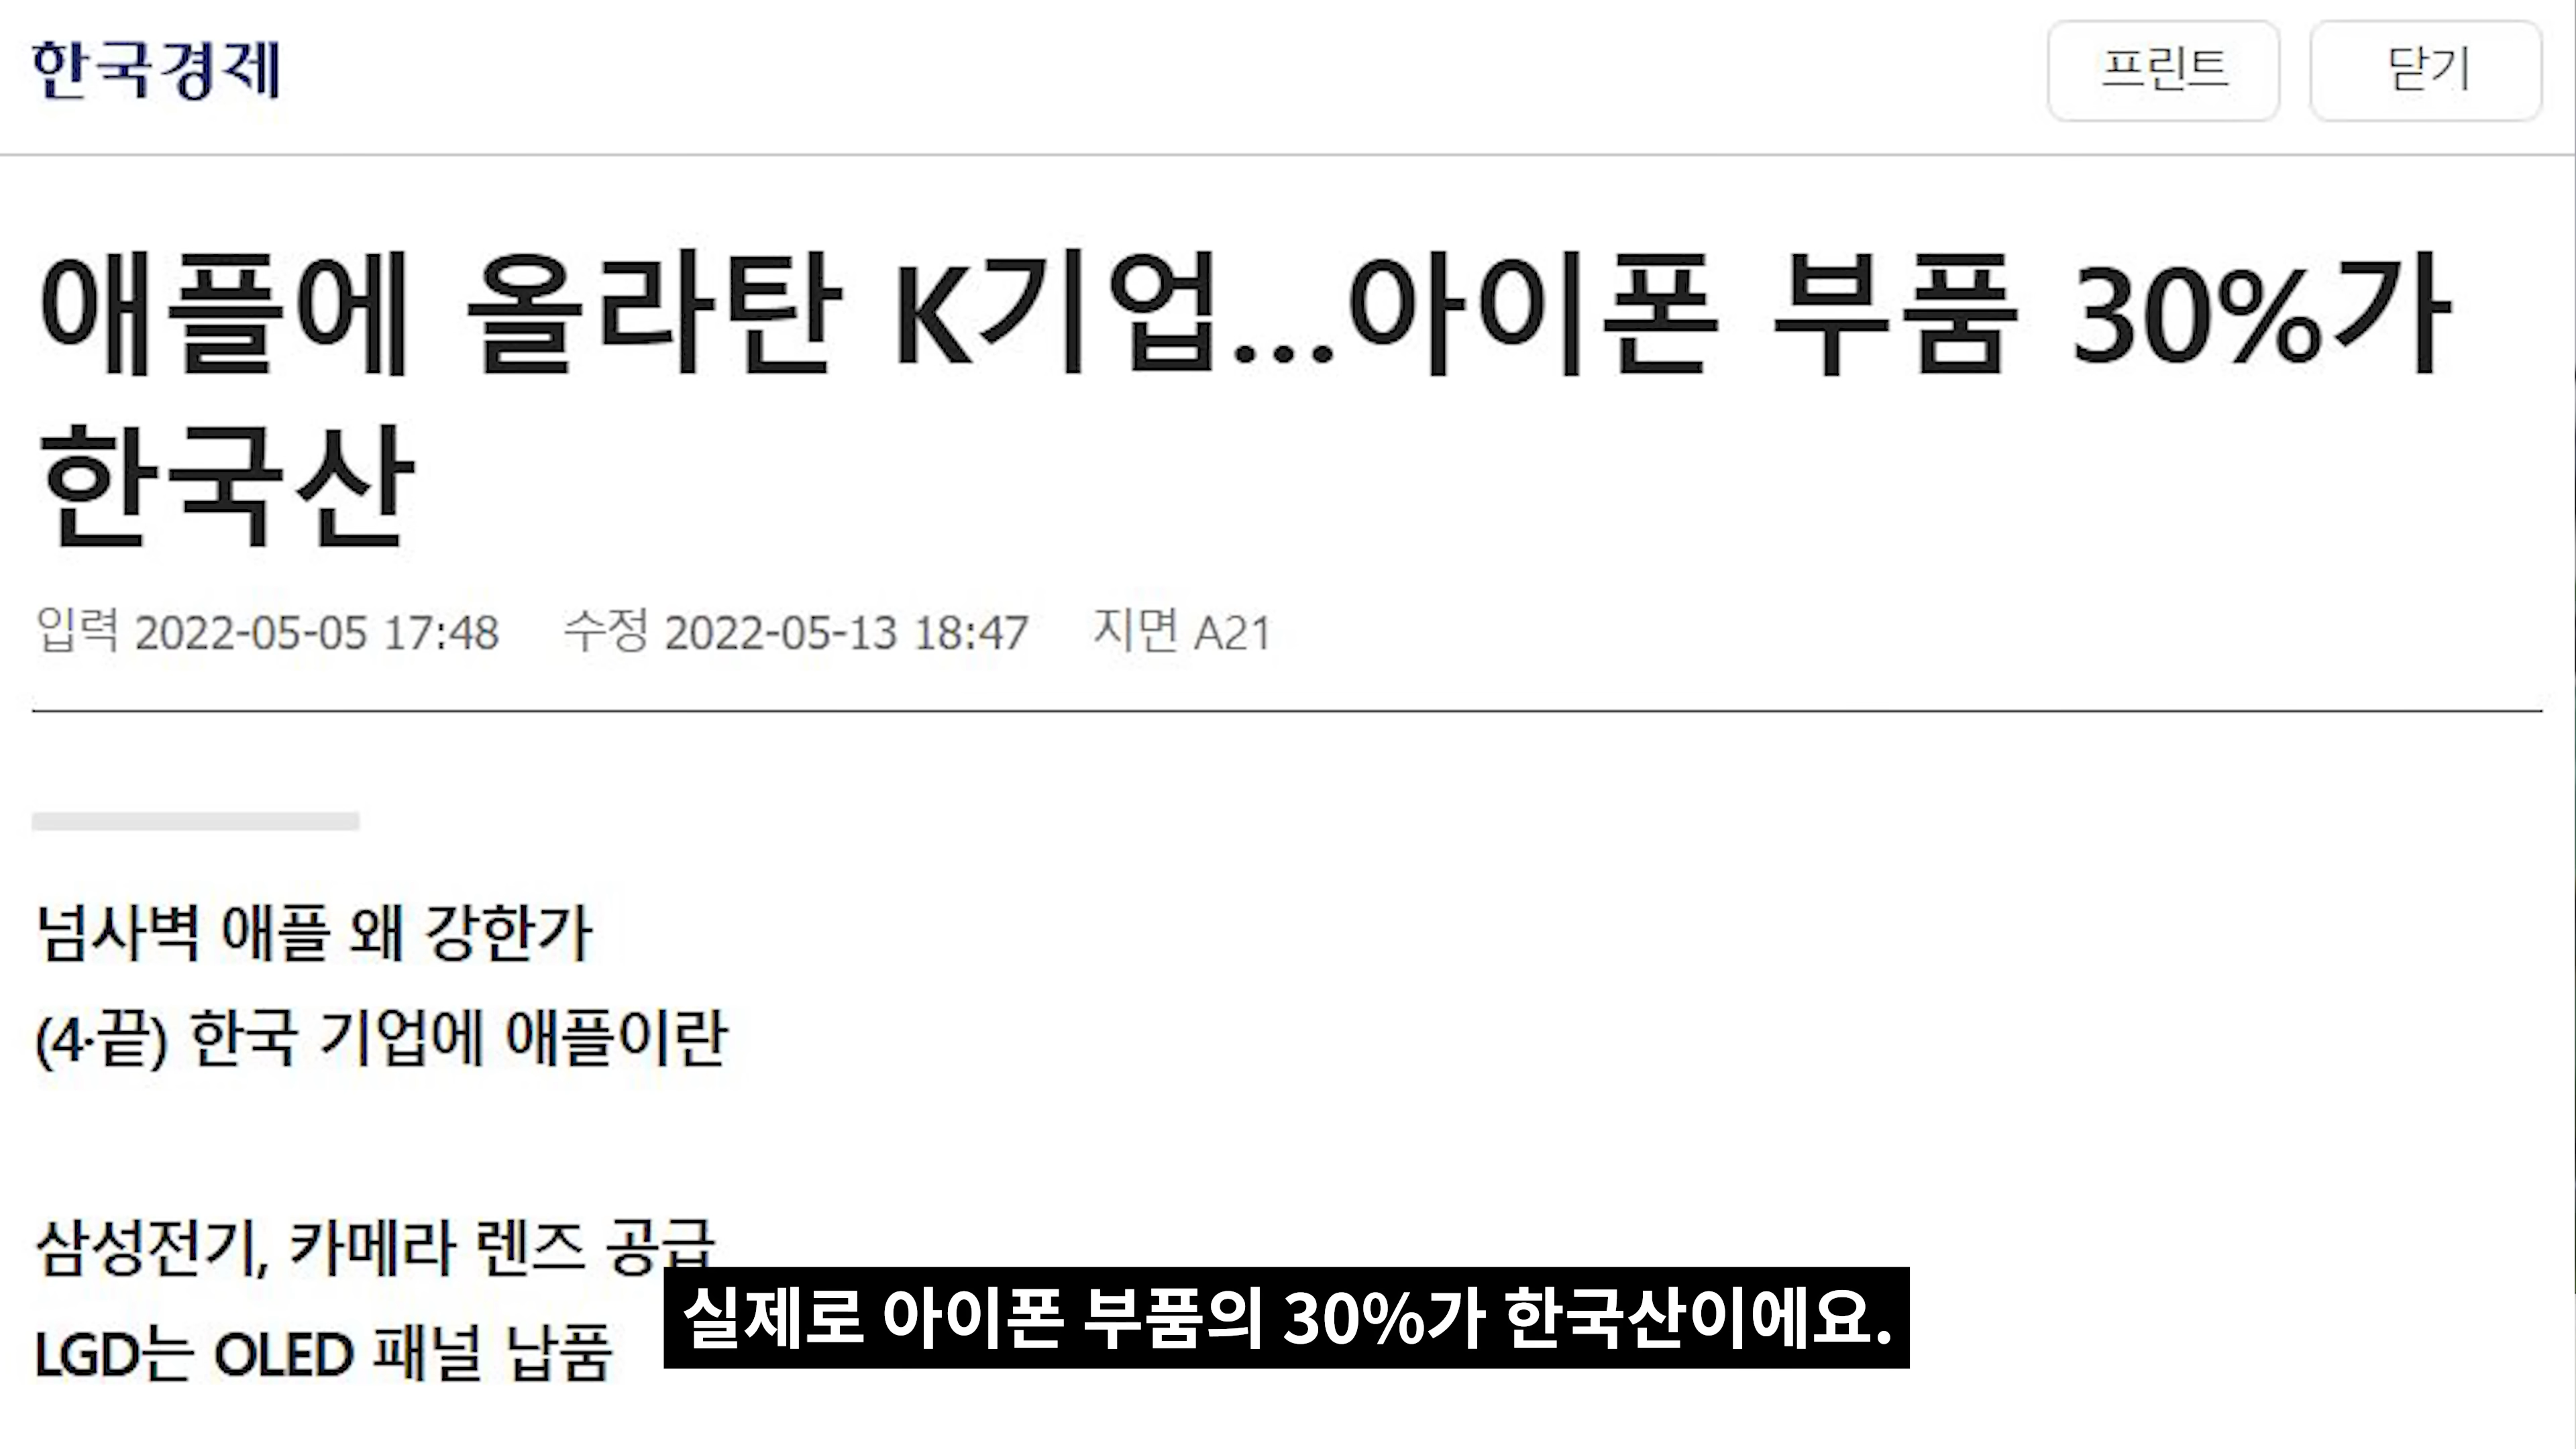 한국경제
프린트
닫기
애플에 올라탄 K기업...아이폰 부품 30%가
한국산
입력 2022-05-05 17:48 수정 2022-05-13 18:47 지면 A21
넘사벽 애플 왜 강한가
(4·끝) 한국 기업에 애플이란
삼성전기, 카메라 렌즈 공급
LGD는 OLED 패널 납품
실제로 아이폰 부품의 30%가 한국산이에요.